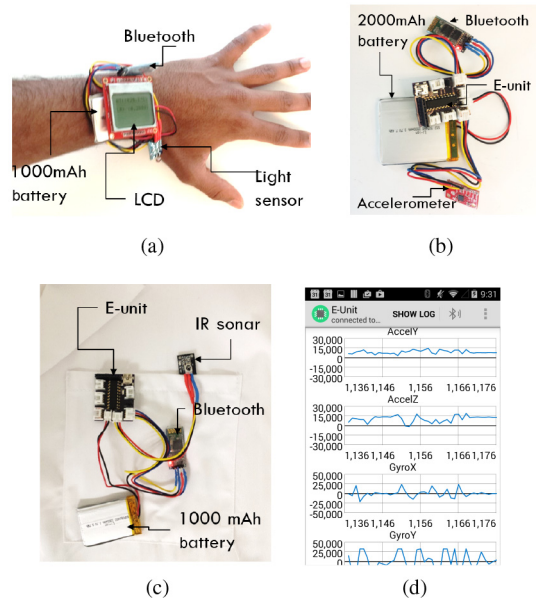 Bluetooth
1000mAh
battery
LCD
Light
sensor
(a)
2000mAh
battery
Bluetooth
E-unit
Accelerometer
(b)
E-unit
IR sonar
Bluetooth
1000 mAh
battery
(c)
9:31
E-Unit
connected to...
SHOW LOG
AccelY
30,000
15,000
0
-15,000
-30,000
1,136 1,146 1,156 1,166 1,176
AccelZ
30,000
15,000
0
-15,000
-30,000
1,136 1,146 1,156 1,166 1,176
GyroX
50,000
25,000
0
-25,000
-50,000
1,136 1,146 1,156 1,166 1,176
GyroY
50,000
25,000
0
(d)